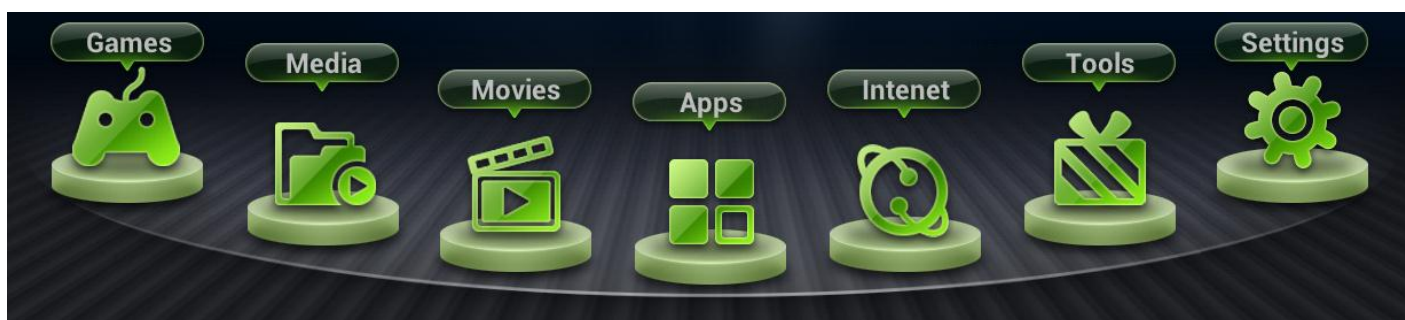 Games
Media
Movies
Apps
Intenet
Tools
Settings